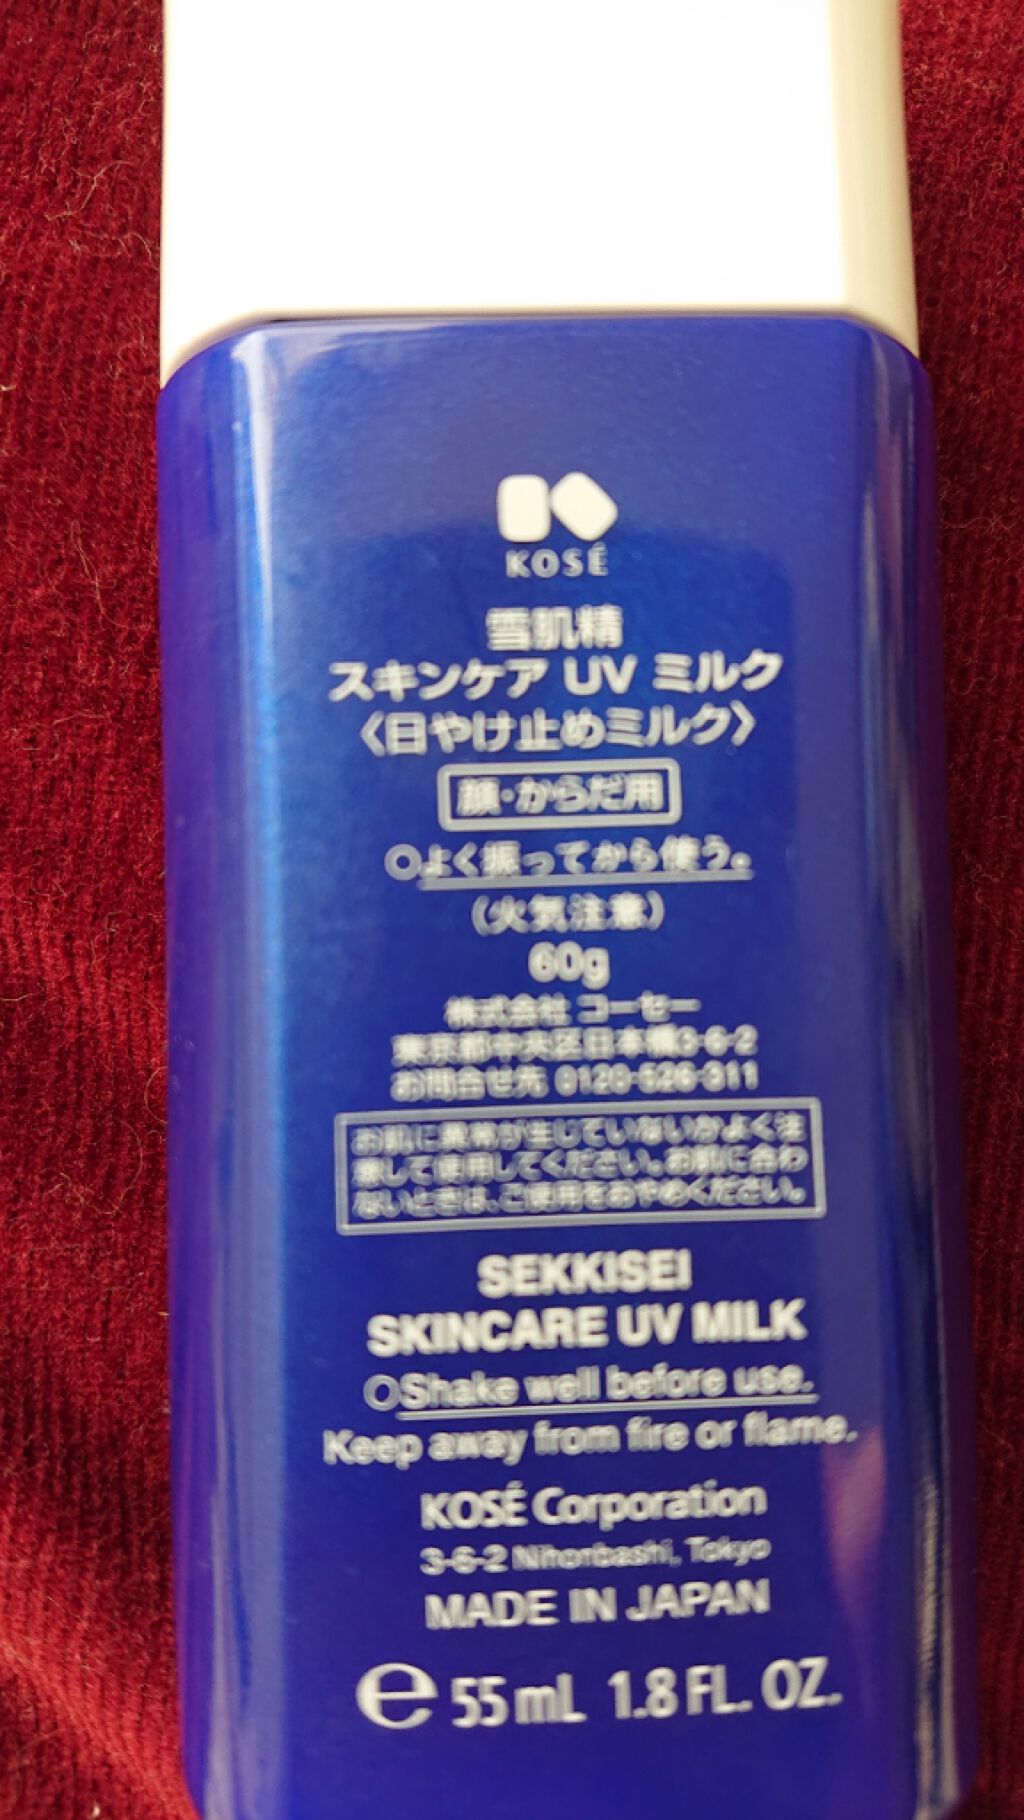 KOSÉ
雪肌精
スキンケア UV ミルク
〈日やけ止めミルク〉
顔・からだ用
○よく振ってから使う。
(火気注意)
60g
株式会社 コーセー
東京都中央区日本橋3-6-2
お問合せ先 0120-526-311
お肌に異常が生じていないかよく注
意して使用してください。お肌に合わ
ないときは、ご使用をおやめください。
SEKKISEI
SKINCARE UV MILK
○Shake well before use.
Keep away from fire or flame.
KOSÉ Corporation
3-6-2 Nihonbashi, Tokyo
MADE IN JAPAN
℮ 55 mL 1.8 FL. OZ.